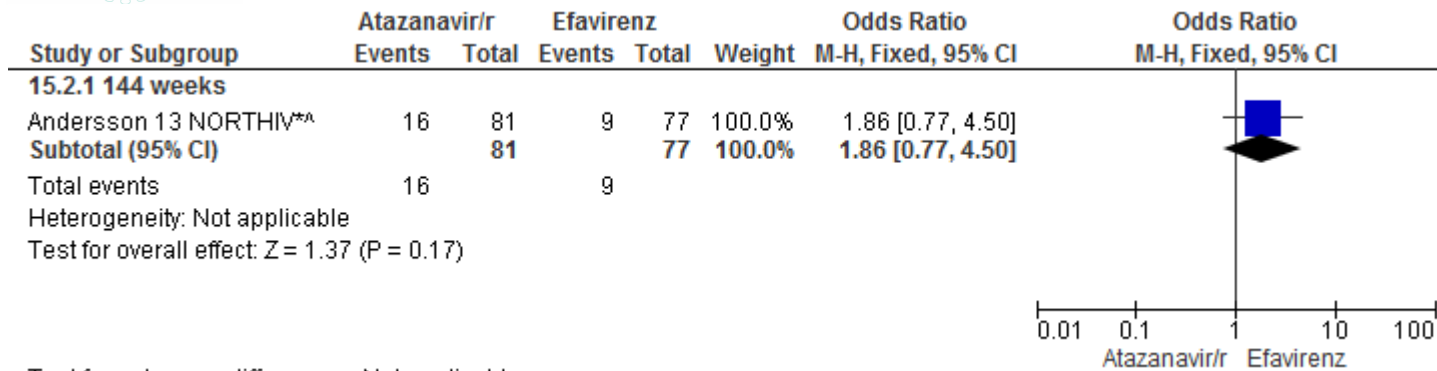 Atazanavir/r Efavirenz Odds Ratio Odds Ratio
Study or Subgroup Events Total Events Total Weight M-H, Fixed, 95% CI M-H, Fixed, 95% CI
15.2.1 144 weeks
Andersson 13 NORTHIV*^ 16 81 9 77 100.0% 1.86 [0.77, 4.50]
Subtotal (95% CI) 81 77 100.0% 1.86 [0.77, 4.50]
Total events 16 9
Heterogeneity: Not applicable
Test for overall effect: Z = 1.37 (P = 0.17)
0.01 0.1 1 10 100
Atazanavir/r Efavirenz